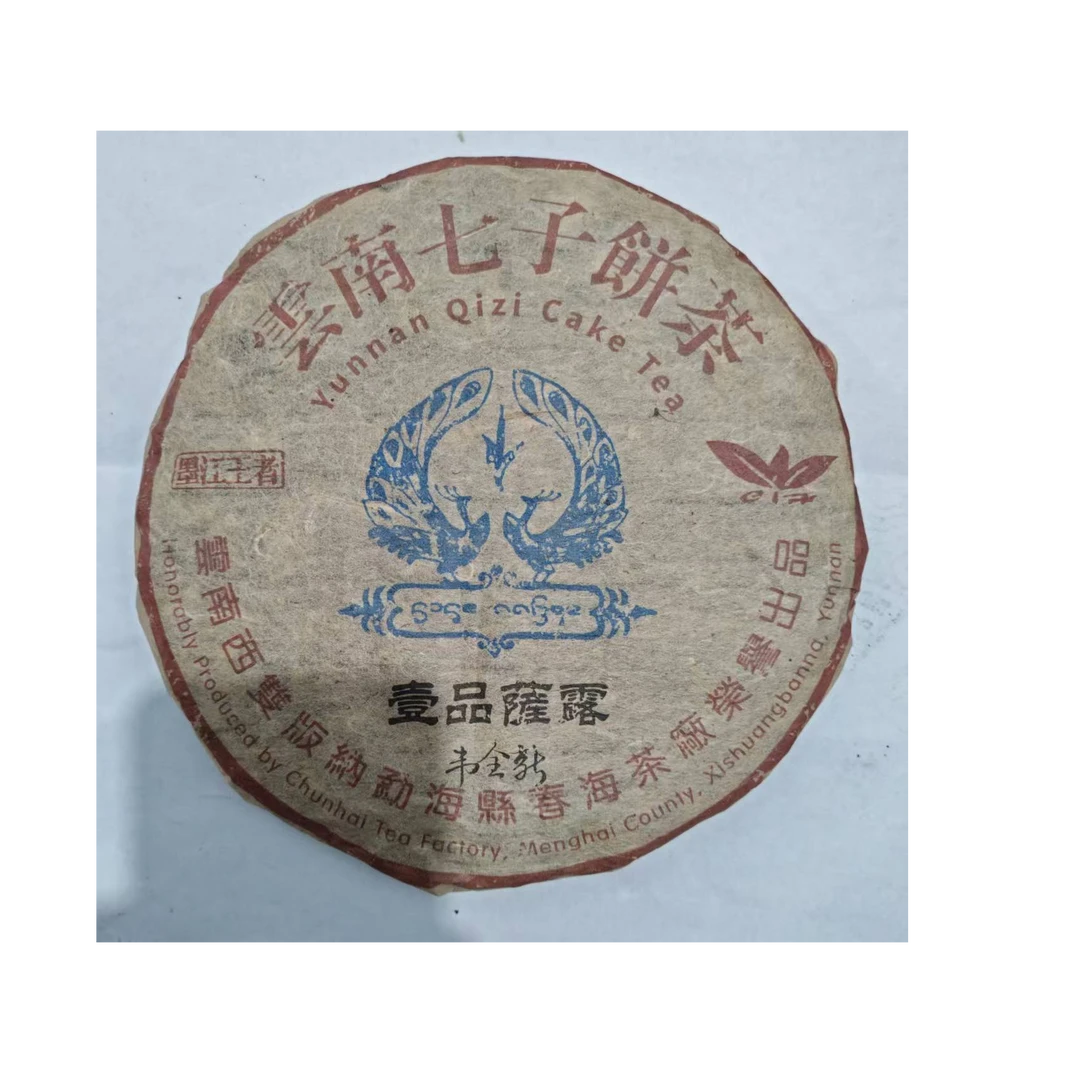 雲南七子餅茶
Yunnan Qizi Cake Tea
墨江王者
壹品薩露
雲南西雙版納勐海縣春海茶廠榮譽出品
Honorably Produced by Chunhai Tea Factory, Menghai County, Xishuangbanna, Yunnan